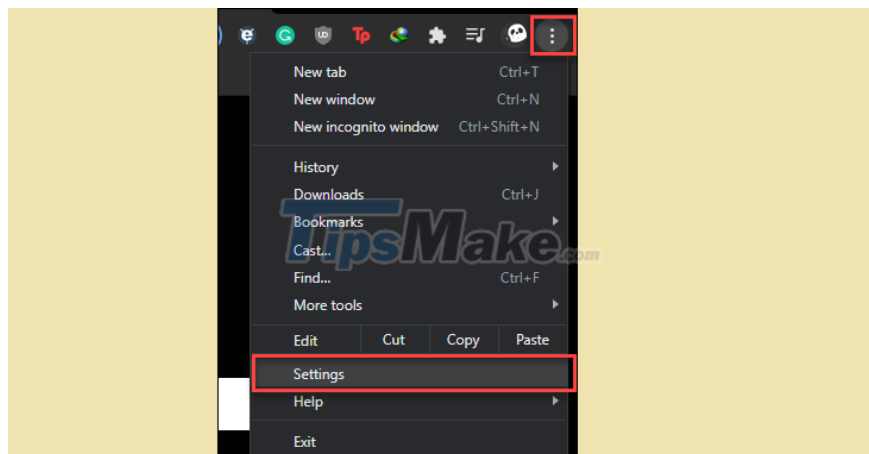 New tab Ctrl+T
New window Ctrl+N
New incognito window Ctrl+Shift+N
History
Downloads Ctrl+J
Bookmarks
Cast...
Find... Ctrl+F
More tools
Edit Cut Copy Paste
Settings
Help
Exit
TipsMake.com